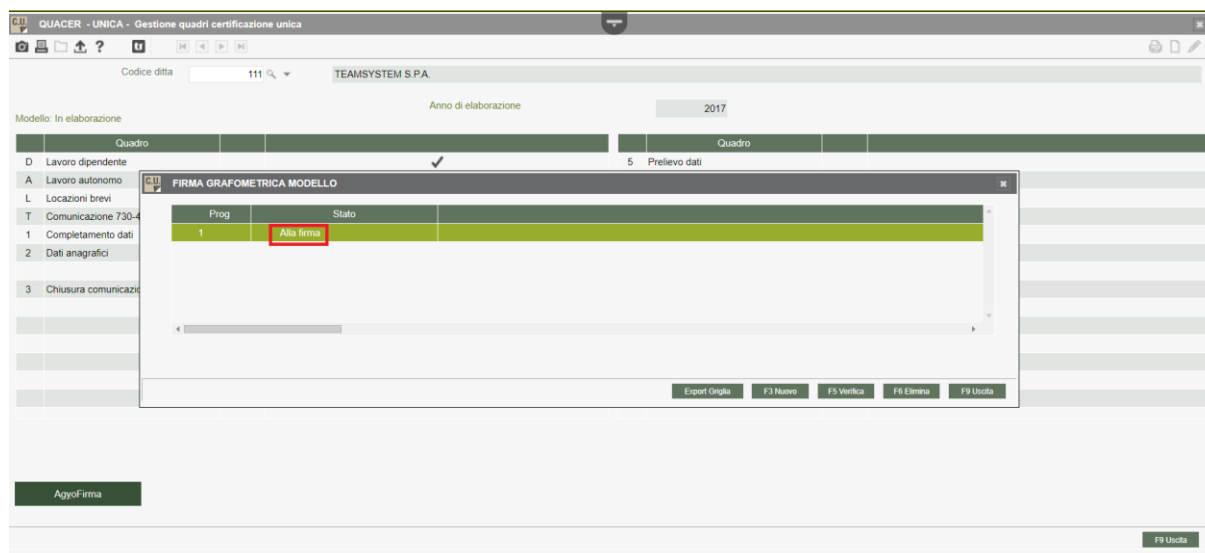 C.U. QUACER - UNICA - Gestione quadri certificazione unica
?
Codice ditta 111 TEAMSYSTEM S.P.A.
Anno di elaborazione 2017
Modello: In elaborazione
Quadro Quadro
D Lavoro dipendente 5 Prelievo dati
A Lavoro autonomo
C.U. FIRMA GRAFOMETRICA MODELLO
L Locazioni brevi
T Comunicazione 730-4
Prog Stato
1 Completamento dati
1 Alla firma
2 Dati anagrafici
3 Chiusura comunicazio
Export Griglia F3 Nuovo F5 Verifica F6 Elimina F9 Uscita
AgyoFirma
F9 Uscita